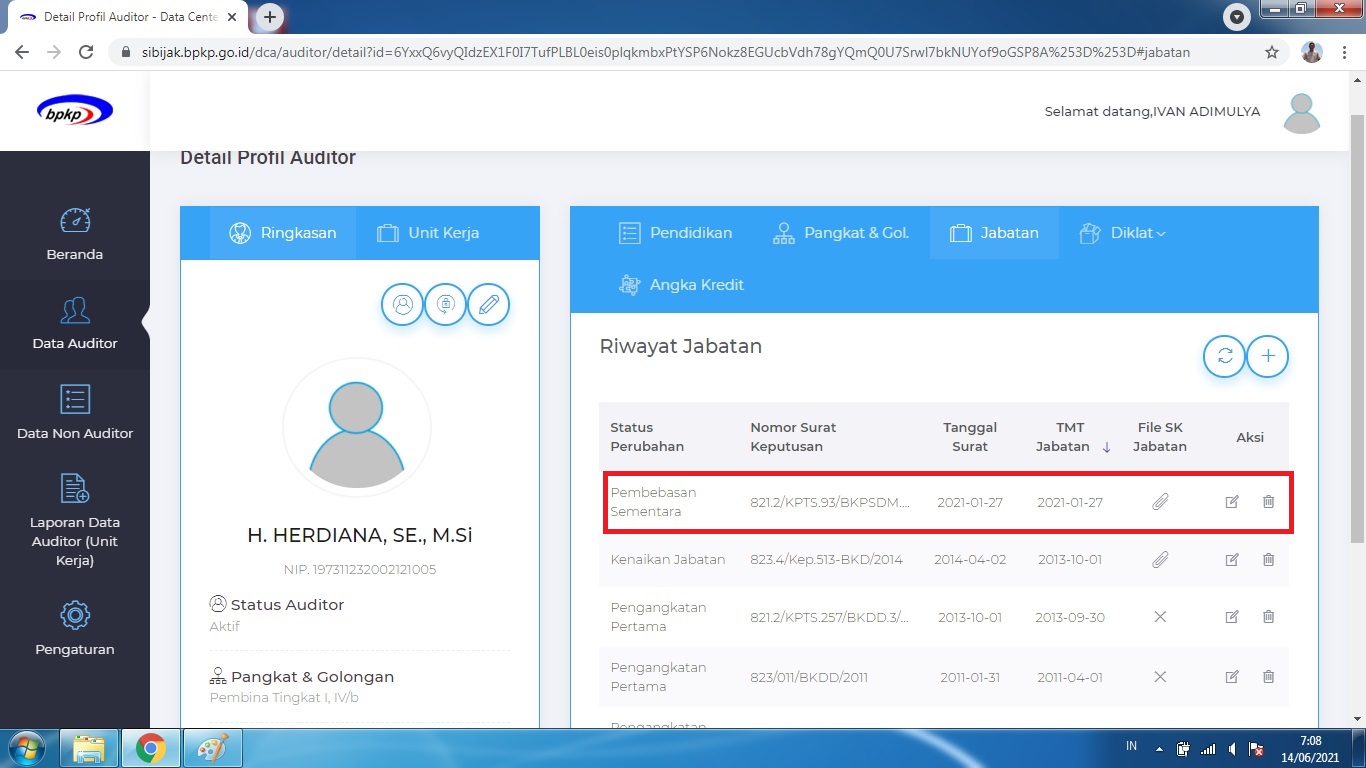 Detail Profil Auditor - Data Cente
sibijak.bpkp.go.id/dca/auditor/detail?id=6YxxQ6vyQIdzEX1F0I7TufPLBL0eis0plqkmbxPtYSP6Nokz8EGUcbVdh78gYQmQ0U7Srwl7bkNUYof9oGSP8A%253D%253D#jabatan
bpkp
Selamat datang,IVAN ADIMULYA
Detail Profil Auditor
Beranda
Data Auditor
Data Non Auditor
Laporan Data
Auditor (Unit
Kerja)
Pengaturan
Ringkasan Unit Kerja
H. HERDIANA, SE., M.Si
NIP. 197311232002121005
Status Auditor
Aktif
Pangkat & Golongan
Pembina Tingkat I, IV/b
Pendidikan Pangkat & Gol. Jabatan Diklat
Angka Kredit
Riwayat Jabatan
Status Perubahan Nomor Surat Keputusan Tanggal Surat TMT Jabatan File SK Jabatan Aksi
Pembebasan Sementara 821.2/KPTS.93/BKPSDM.... 2021-01-27 2021-01-27
Kenaikan Jabatan 823.4/Kep.513-BKD/2014 2014-04-02 2013-10-01
Pengangkatan Pertama 821.2/KPTS.257/BKDD.3/... 2013-10-01 2013-09-30
Pengangkatan Pertama 823/011/BKDD/2011 2011-01-31 2011-04-01
Pengangkatan
IN
7:08
14/06/2021